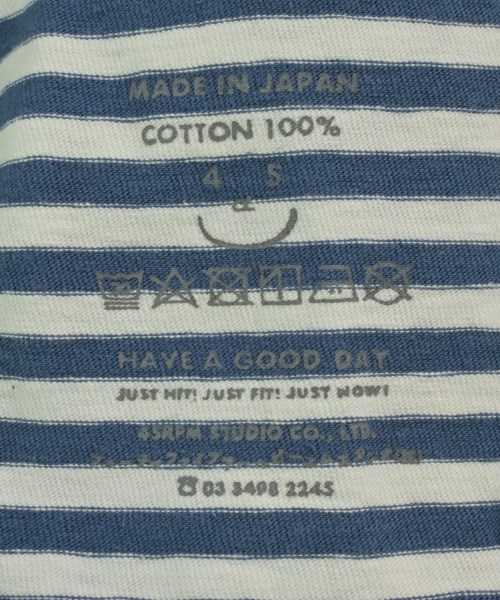 MADE IN JAPAN
COTTON 100%
4 5
&
HAVE A GOOD DAY
JUST HIT! JUST FIT! JUST NOW!
45RPM STUDIO CO., LTD.
☎03 3498 2245